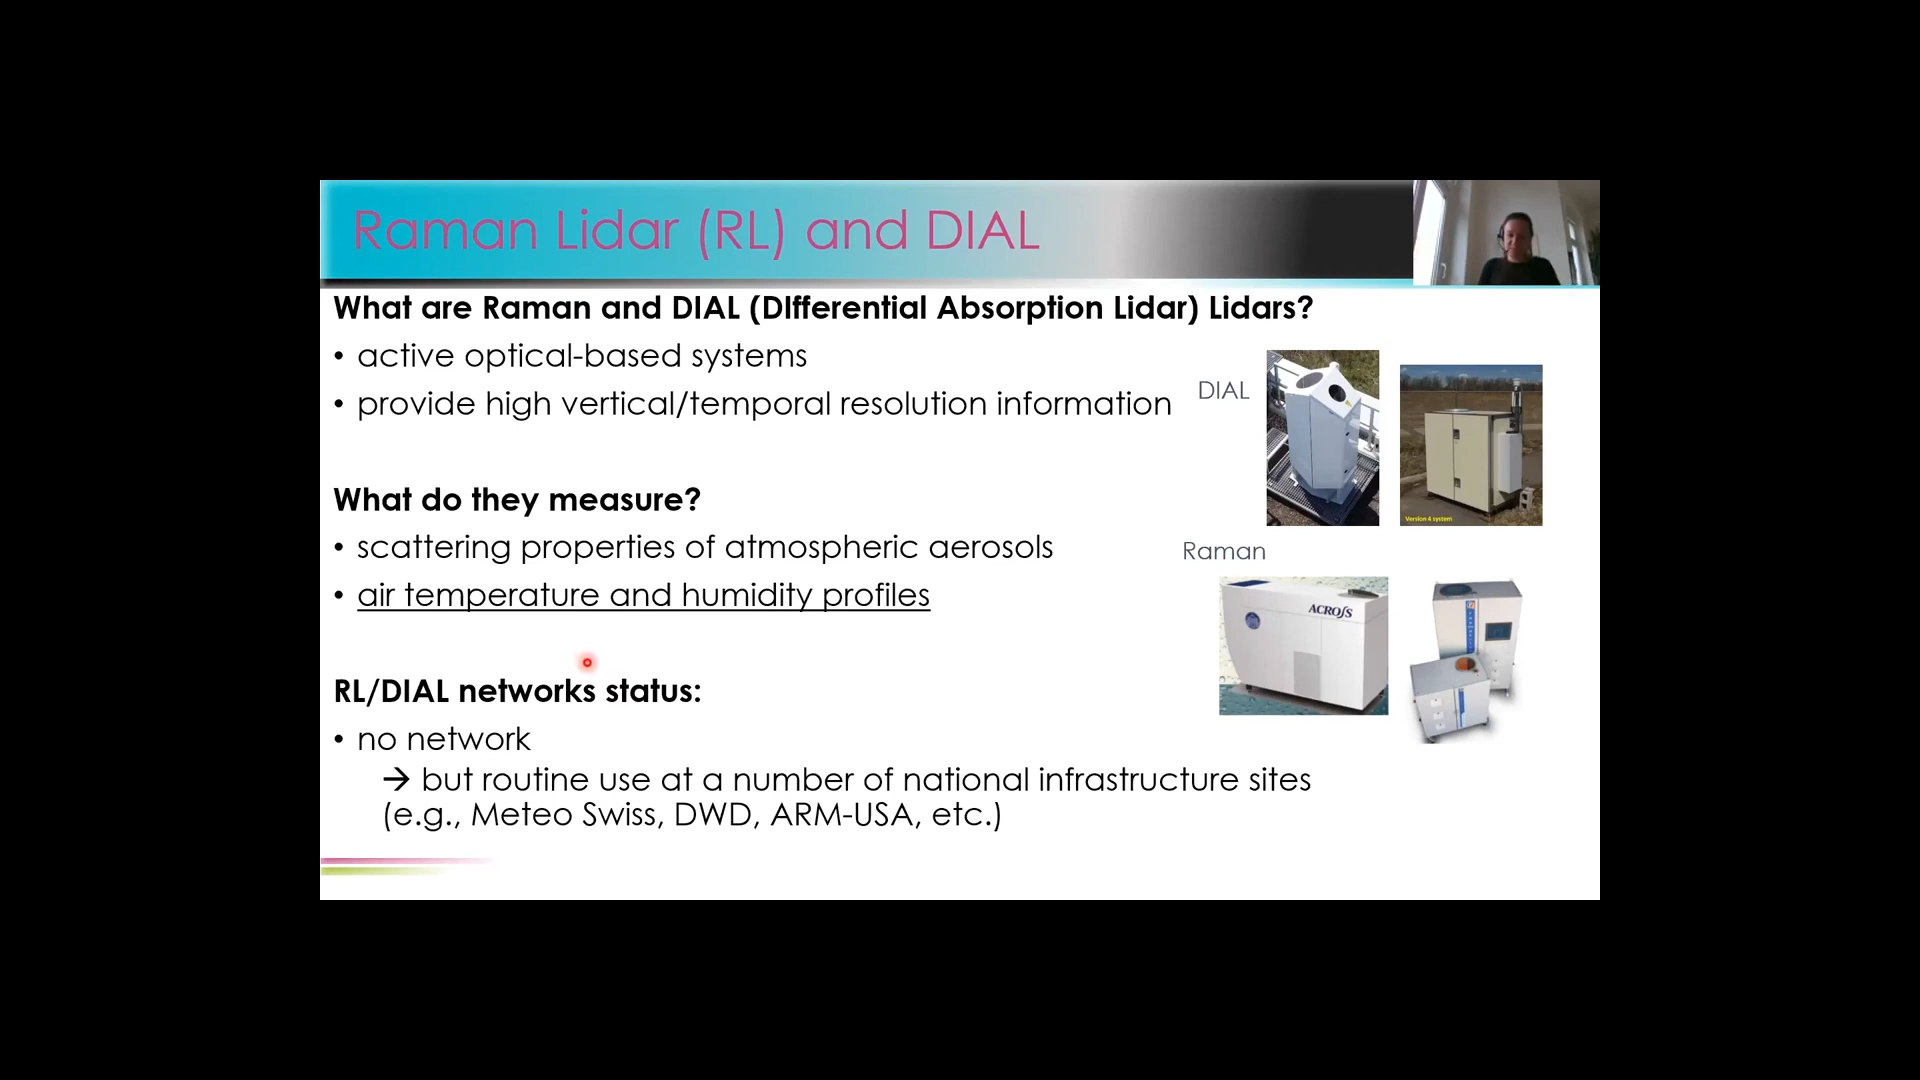 Raman Lidar (RL) and DIAL
What are Raman and DIAL (DIfferential Absorption Lidar) Lidars?
• active optical-based systems
• provide high vertical/temporal resolution information
DIAL
Version 4 system
What do they measure?
• scattering properties of atmospheric aerosols
• air temperature and humidity profiles
Raman
ACROSS
RL/DIAL networks status:
• no network
→ but routine use at a number of national infrastructure sites
(e.g., Meteo Swiss, DWD, ARM-USA, etc.)